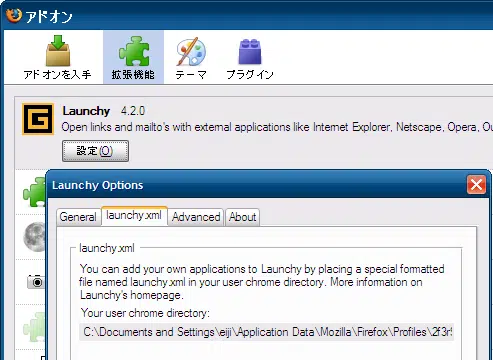 アドオン
アドオンを入手 拡張機能 テーマ プラグイン
Launchy 4.2.0
Open links and mailto's with external applications like Internet Explorer, Netscape, Opera,
設定(O)
Launchy Options
General launchy.xml Advanced About
launchy.xml
You can add your own applications to Launchy by placing a special formatted
file named launchy.xml in your user chrome directory. More information on
Launchy's homepage.
Your user chrome directory:
C:\Documents and Settings\eiji\Application Data\Mozilla\Firefox\Profiles\2f3r